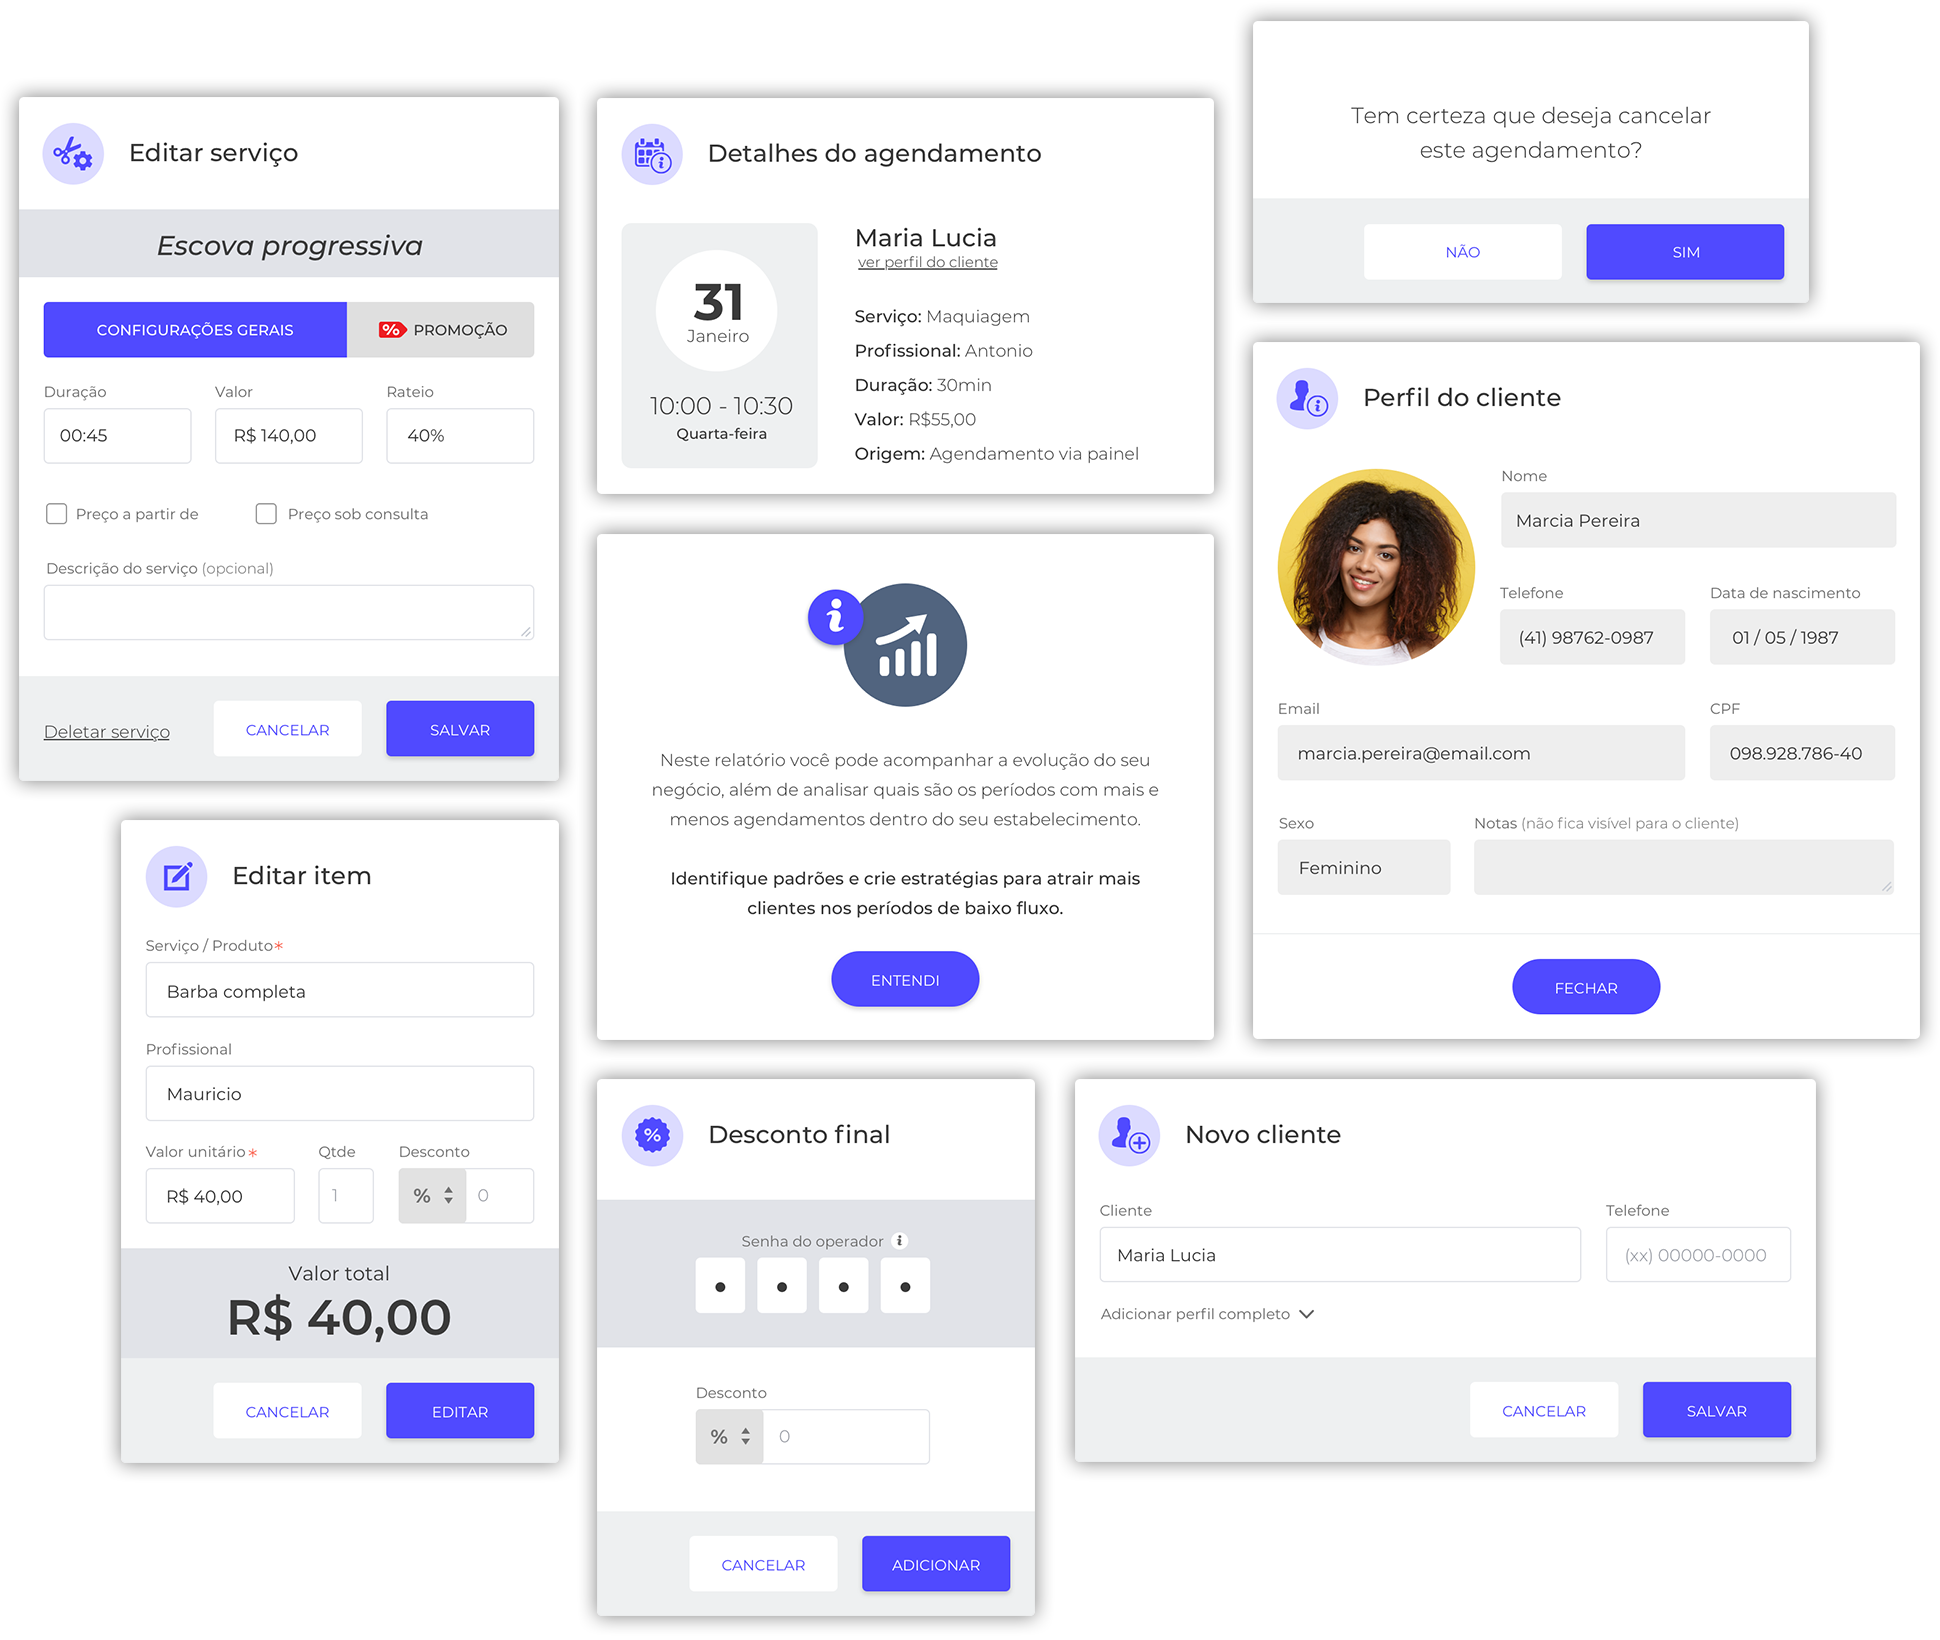 Editar serviço
Escova progressiva
CONFIGURAÇÕES GERAIS
% PROMOÇÃO
Duração
Valor
Rateio
00:45
R$ 140,00
40%
Preço a partir de
Preço sob consulta
Descrição do serviço (opcional)
Deletar serviço
CANCELAR
SALVAR
Detalhes do agendamento
31
Janeiro
10:00 - 10:30
Quarta-feira
Maria Lucia
ver perfil do cliente
Serviço: Maquiagem
Profissional: Antonio
Duração: 30min
Valor: R$55,00
Origem: Agendamento via painel
Tem certeza que deseja cancelar
este agendamento?
NÃO
SIM
i
Neste relatório você pode acompanhar a evolução do seu
negócio, além de analisar quais são os períodos com mais e
menos agendamentos dentro do seu estabelecimento.
Identifique padrões e crie estratégias para atrair mais
clientes nos períodos de baixo fluxo.
ENTENDI
Perfil do cliente
Nome
Marcia Pereira
Telefone
Data de nascimento
(41) 98762-0987
01 / 05 / 1987
Email
CPF
marcia.pereira@email.com
098.928.786-40
Sexo
Notas (não fica visível para o cliente)
Feminino
FECHAR
Editar item
Serviço / Produto*
Barba completa
Profissional
Mauricio
Valor unitário*
Qtde
Desconto
R$ 40,00
1
%
0
Valor total
R$ 40,00
CANCELAR
EDITAR
%
Desconto final
Senha do operador i
Desconto
%
0
CANCELAR
ADICIONAR
Novo cliente
Cliente
Telefone
Maria Lucia
(xx) 00000-0000
Adicionar perfil completo
CANCELAR
SALVAR